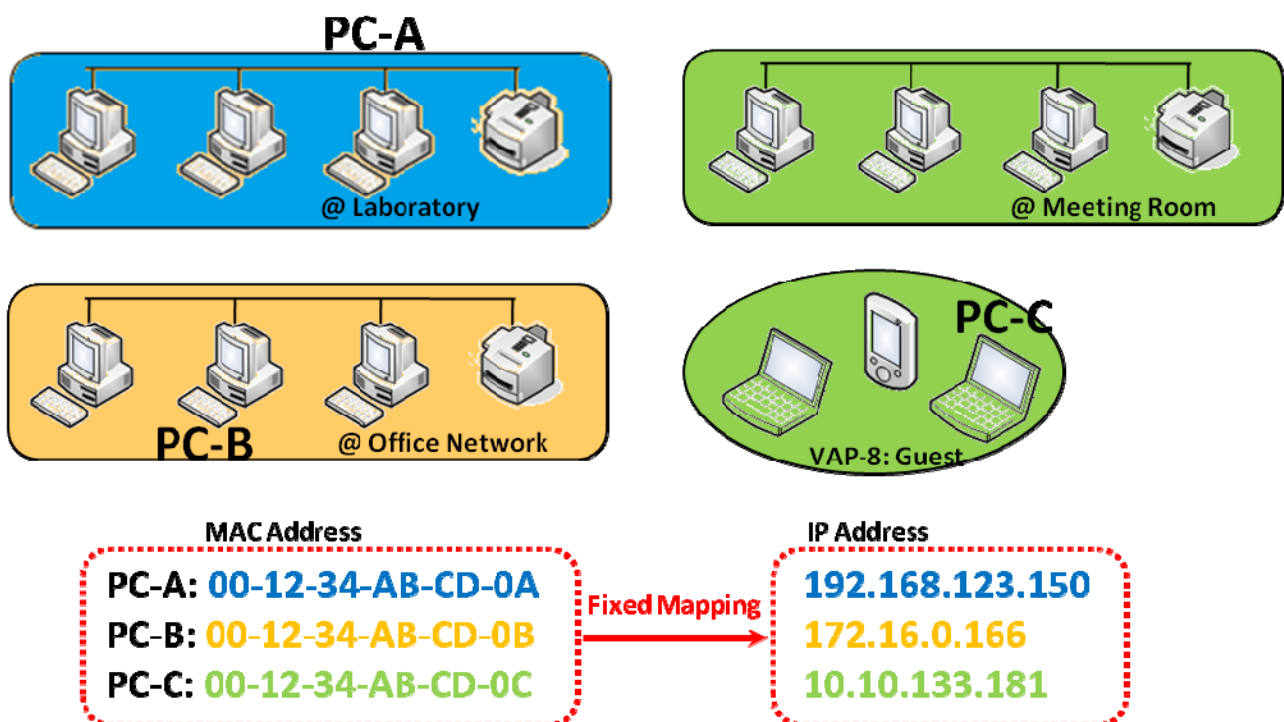 PC-A
@ Laboratory
@ Meeting Room
PC-B
@ Office Network
PC-C
VAP-8: Guest
MAC Address
PC-A: 00-12-34-AB-CD-0A
PC-B: 00-12-34-AB-CD-0B
PC-C: 00-12-34-AB-CD-0C
Fixed Mapping
IP Address
192.168.123.150
172.16.0.166
10.10.133.181